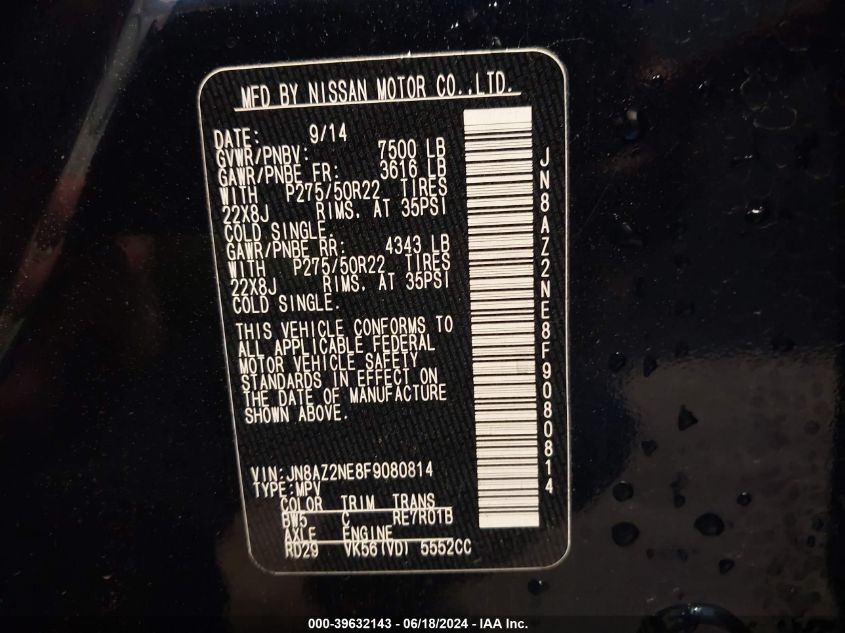 MFD BY NISSAN MOTOR CO.,LTD.
DATE: 9/14
GVWR/PNBV: 7500 LB
GAWR/PNBE FR: 3616 LB
WITH P275/50R22 TIRES
22X8J RIMS. AT 35PSI
COLD SINGLE.
GAWR/PNBE RR: 4343 LB
WITH P275/50R22 TIRES
22X8J RIMS. AT 35PSI
COLD SINGLE.
THIS VEHICLE CONFORMS TO
ALL APPLICABLE FEDERAL
MOTOR VEHICLE SAFETY
STANDARDS IN EFFECT ON
THE DATE OF MANUFACTURE
SHOWN ABOVE.
VIN:JN8AZ2NE8F9080814
TYPE:MPV
COLOR TRIM TRANS
BW5 C RE7R01B
AXLE ENGINE
RD29 VK56(VD) 5552CC
JN8AZ2NE8F9080814
000-39632143 - 06/18/2024 - IAA Inc.